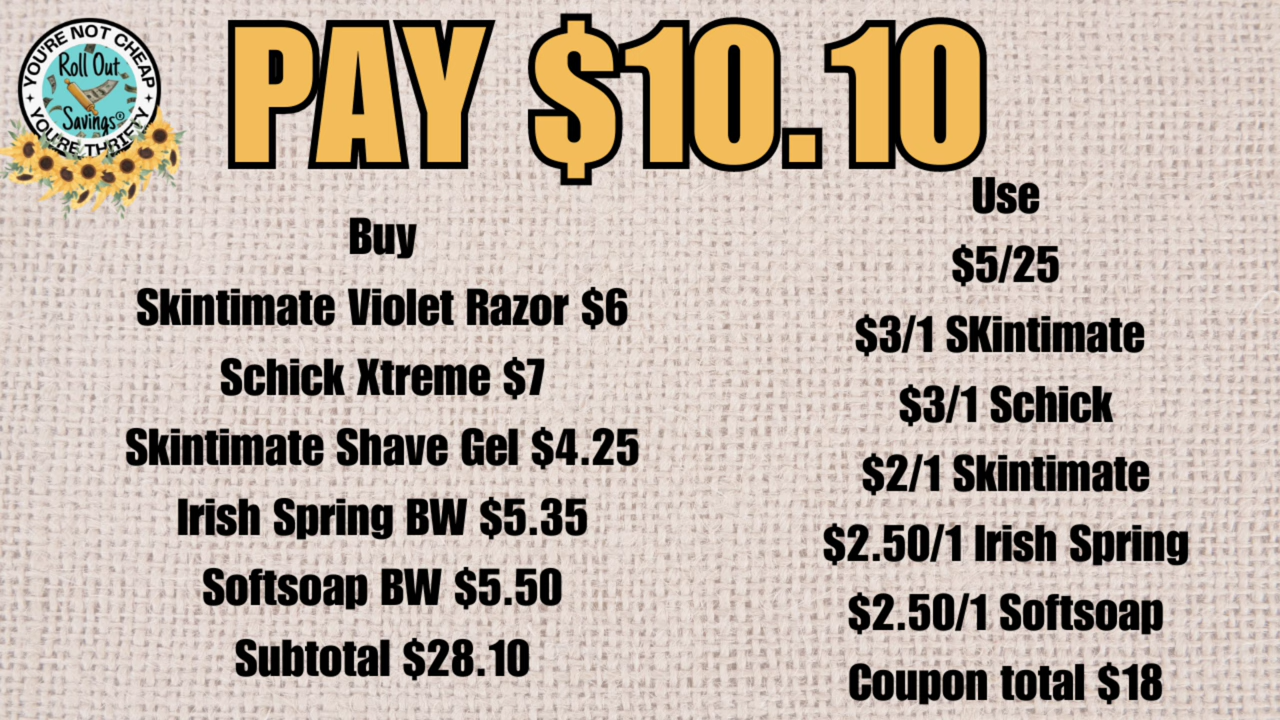 YOU'RE NOT CHEAP
Roll Out
Savings®
YOU'RE THRIFTY
PAY $10.10
Buy
Skintimate Violet Razor $6
Schick Xtreme $7
Skintimate Shave Gel $4.25
Irish Spring BW $5.35
Softsoap BW $5.50
Subtotal $28.10
Use
$5/25
$3/1 SKintimate
$3/1 Schick
$2/1 Skintimate
$2.50/1 Irish Spring
$2.50/1 Softsoap
Coupon total $18